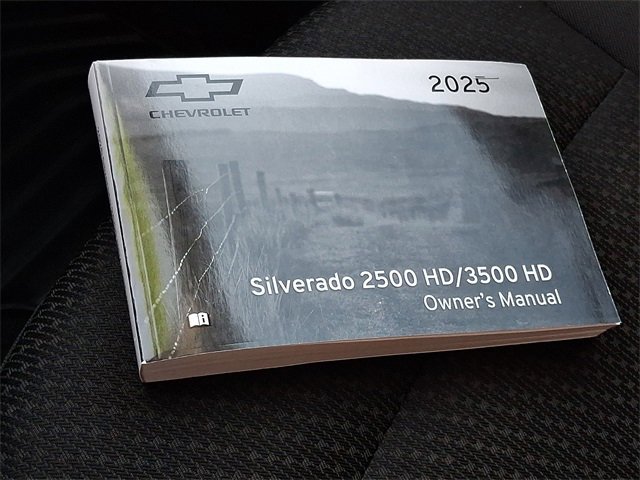 2025
CHEVROLET
Silverado 2500 HD/3500 HD
Owner's Manual